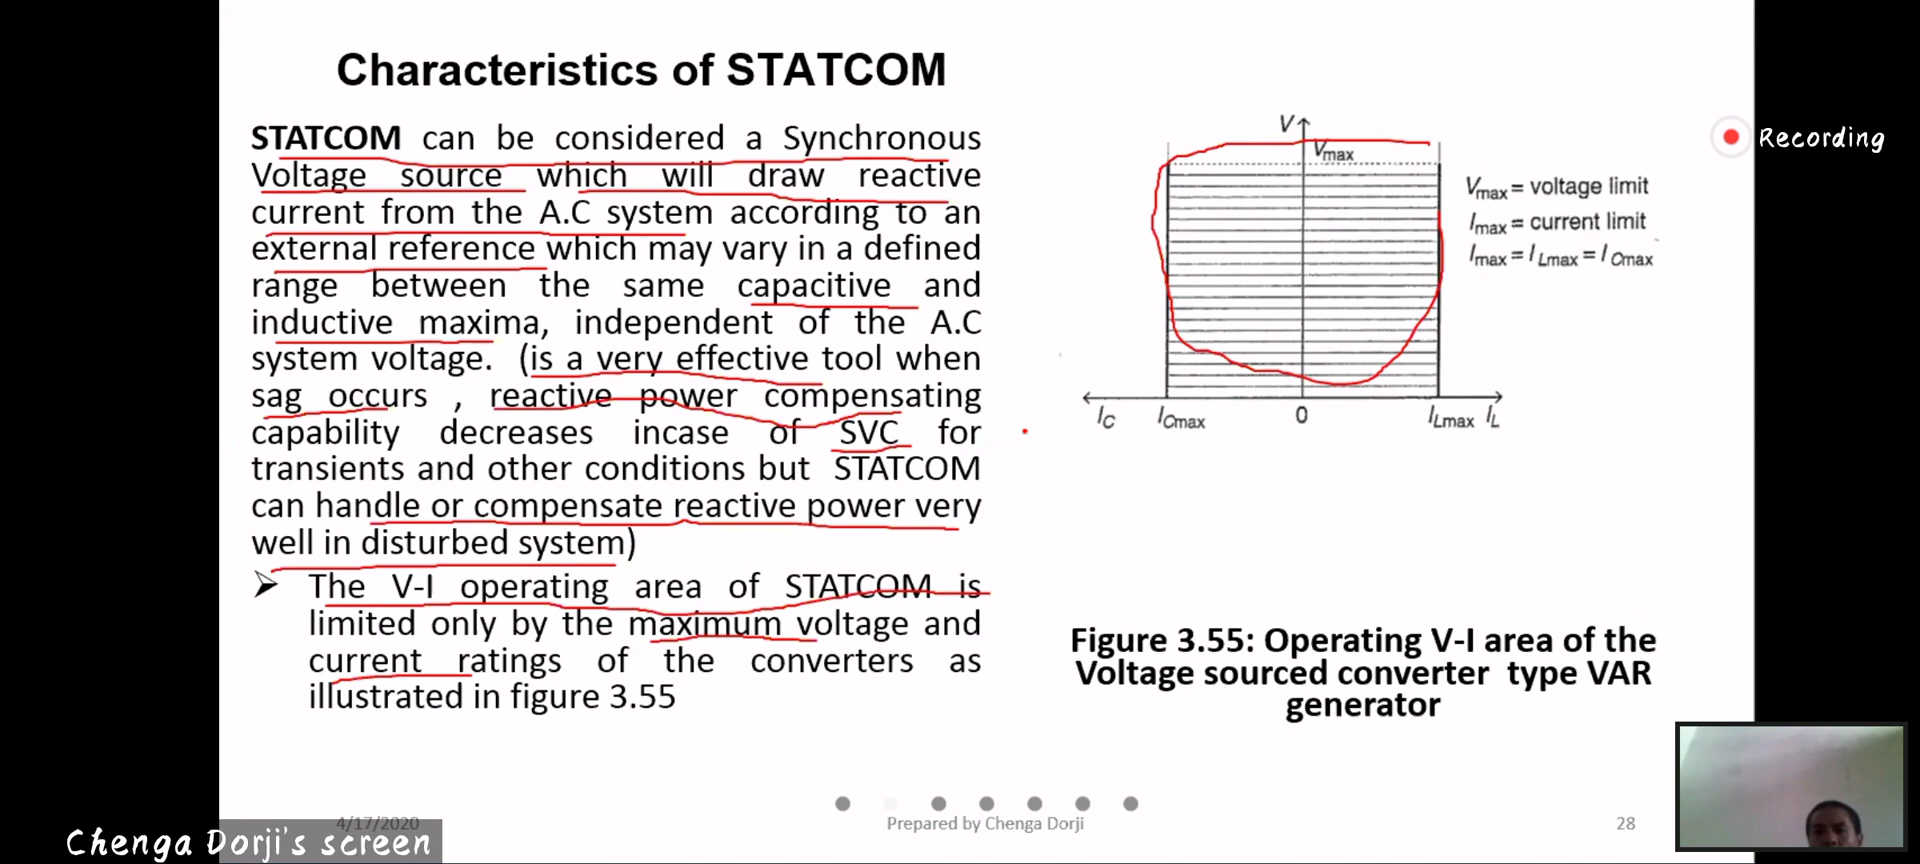 Characteristics of STATCOM
STATCOM can be considered a Synchronous
Voltage source which will draw reactive
current from the A.C system according to an
external reference which may vary in a defined
range between the same capacitive and
inductive maxima, independent of the A.C
system voltage. (is a very effective tool when
sag occurs , reactive power compensating
capability decreases incase of SVC for
transients and other conditions but STATCOM
can handle or compensate reactive power very
well in disturbed system)
➢ The V-I operating area of STATCOM is
limited only by the maximum voltage and
current ratings of the converters as
illustrated in figure 3.55
V
Vmax
IC
ICmax
0
ILmax
IL
Vmax = voltage limit
Imax = current limit
Imax = ILmax = ICmax
Figure 3.55: Operating V-I area of the
Voltage sourced converter type VAR
generator
Recording
4/17/2020
Prepared by Chenga Dorji
28
Chenga Dorji's screen